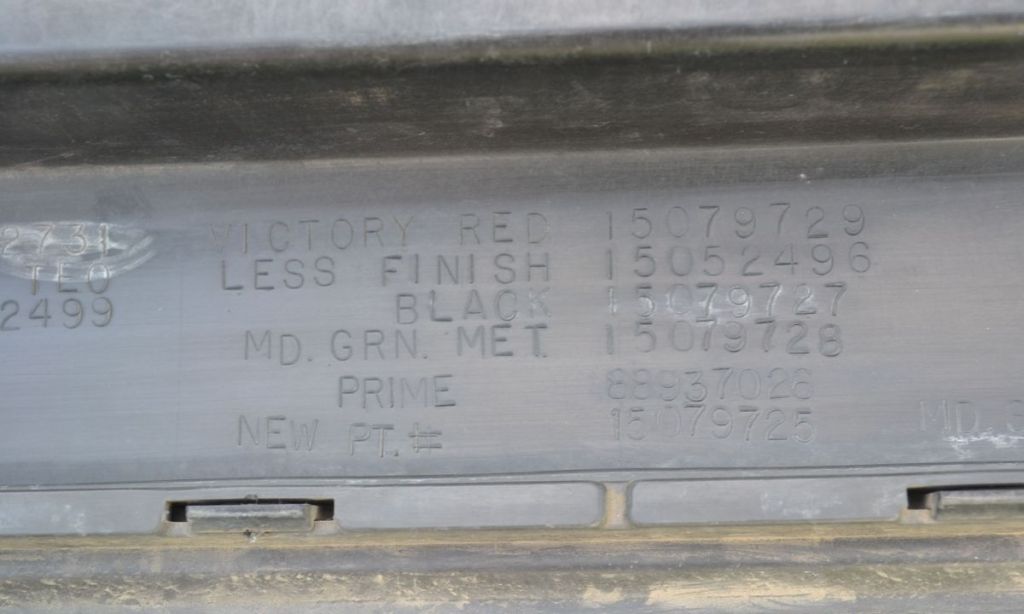 2731 VICTORY RED 15079729
TEO LESS FINISH 15052496
2499 BLACK 15079727
MD. GRN. MET. 15079728
PRIME 88937026
NEW PT.# 15079725 MD.